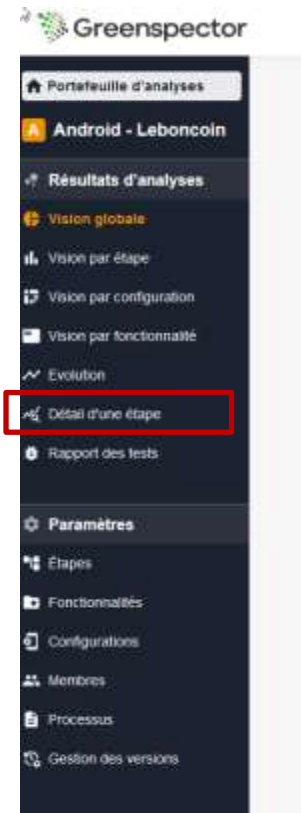 Greenspector
Portefeuille d'analyses
A Android - Leboncoin
Résultats d'analyses
Vision globale
Vision par étape
Vision par configuration
Vision par fonctionnalité
Evolution
Détail d'une étape
Rapport des tests
Paramètres
Étapes
Fonctionnalités
Configurations
Membres
Processus
Gestion des versions